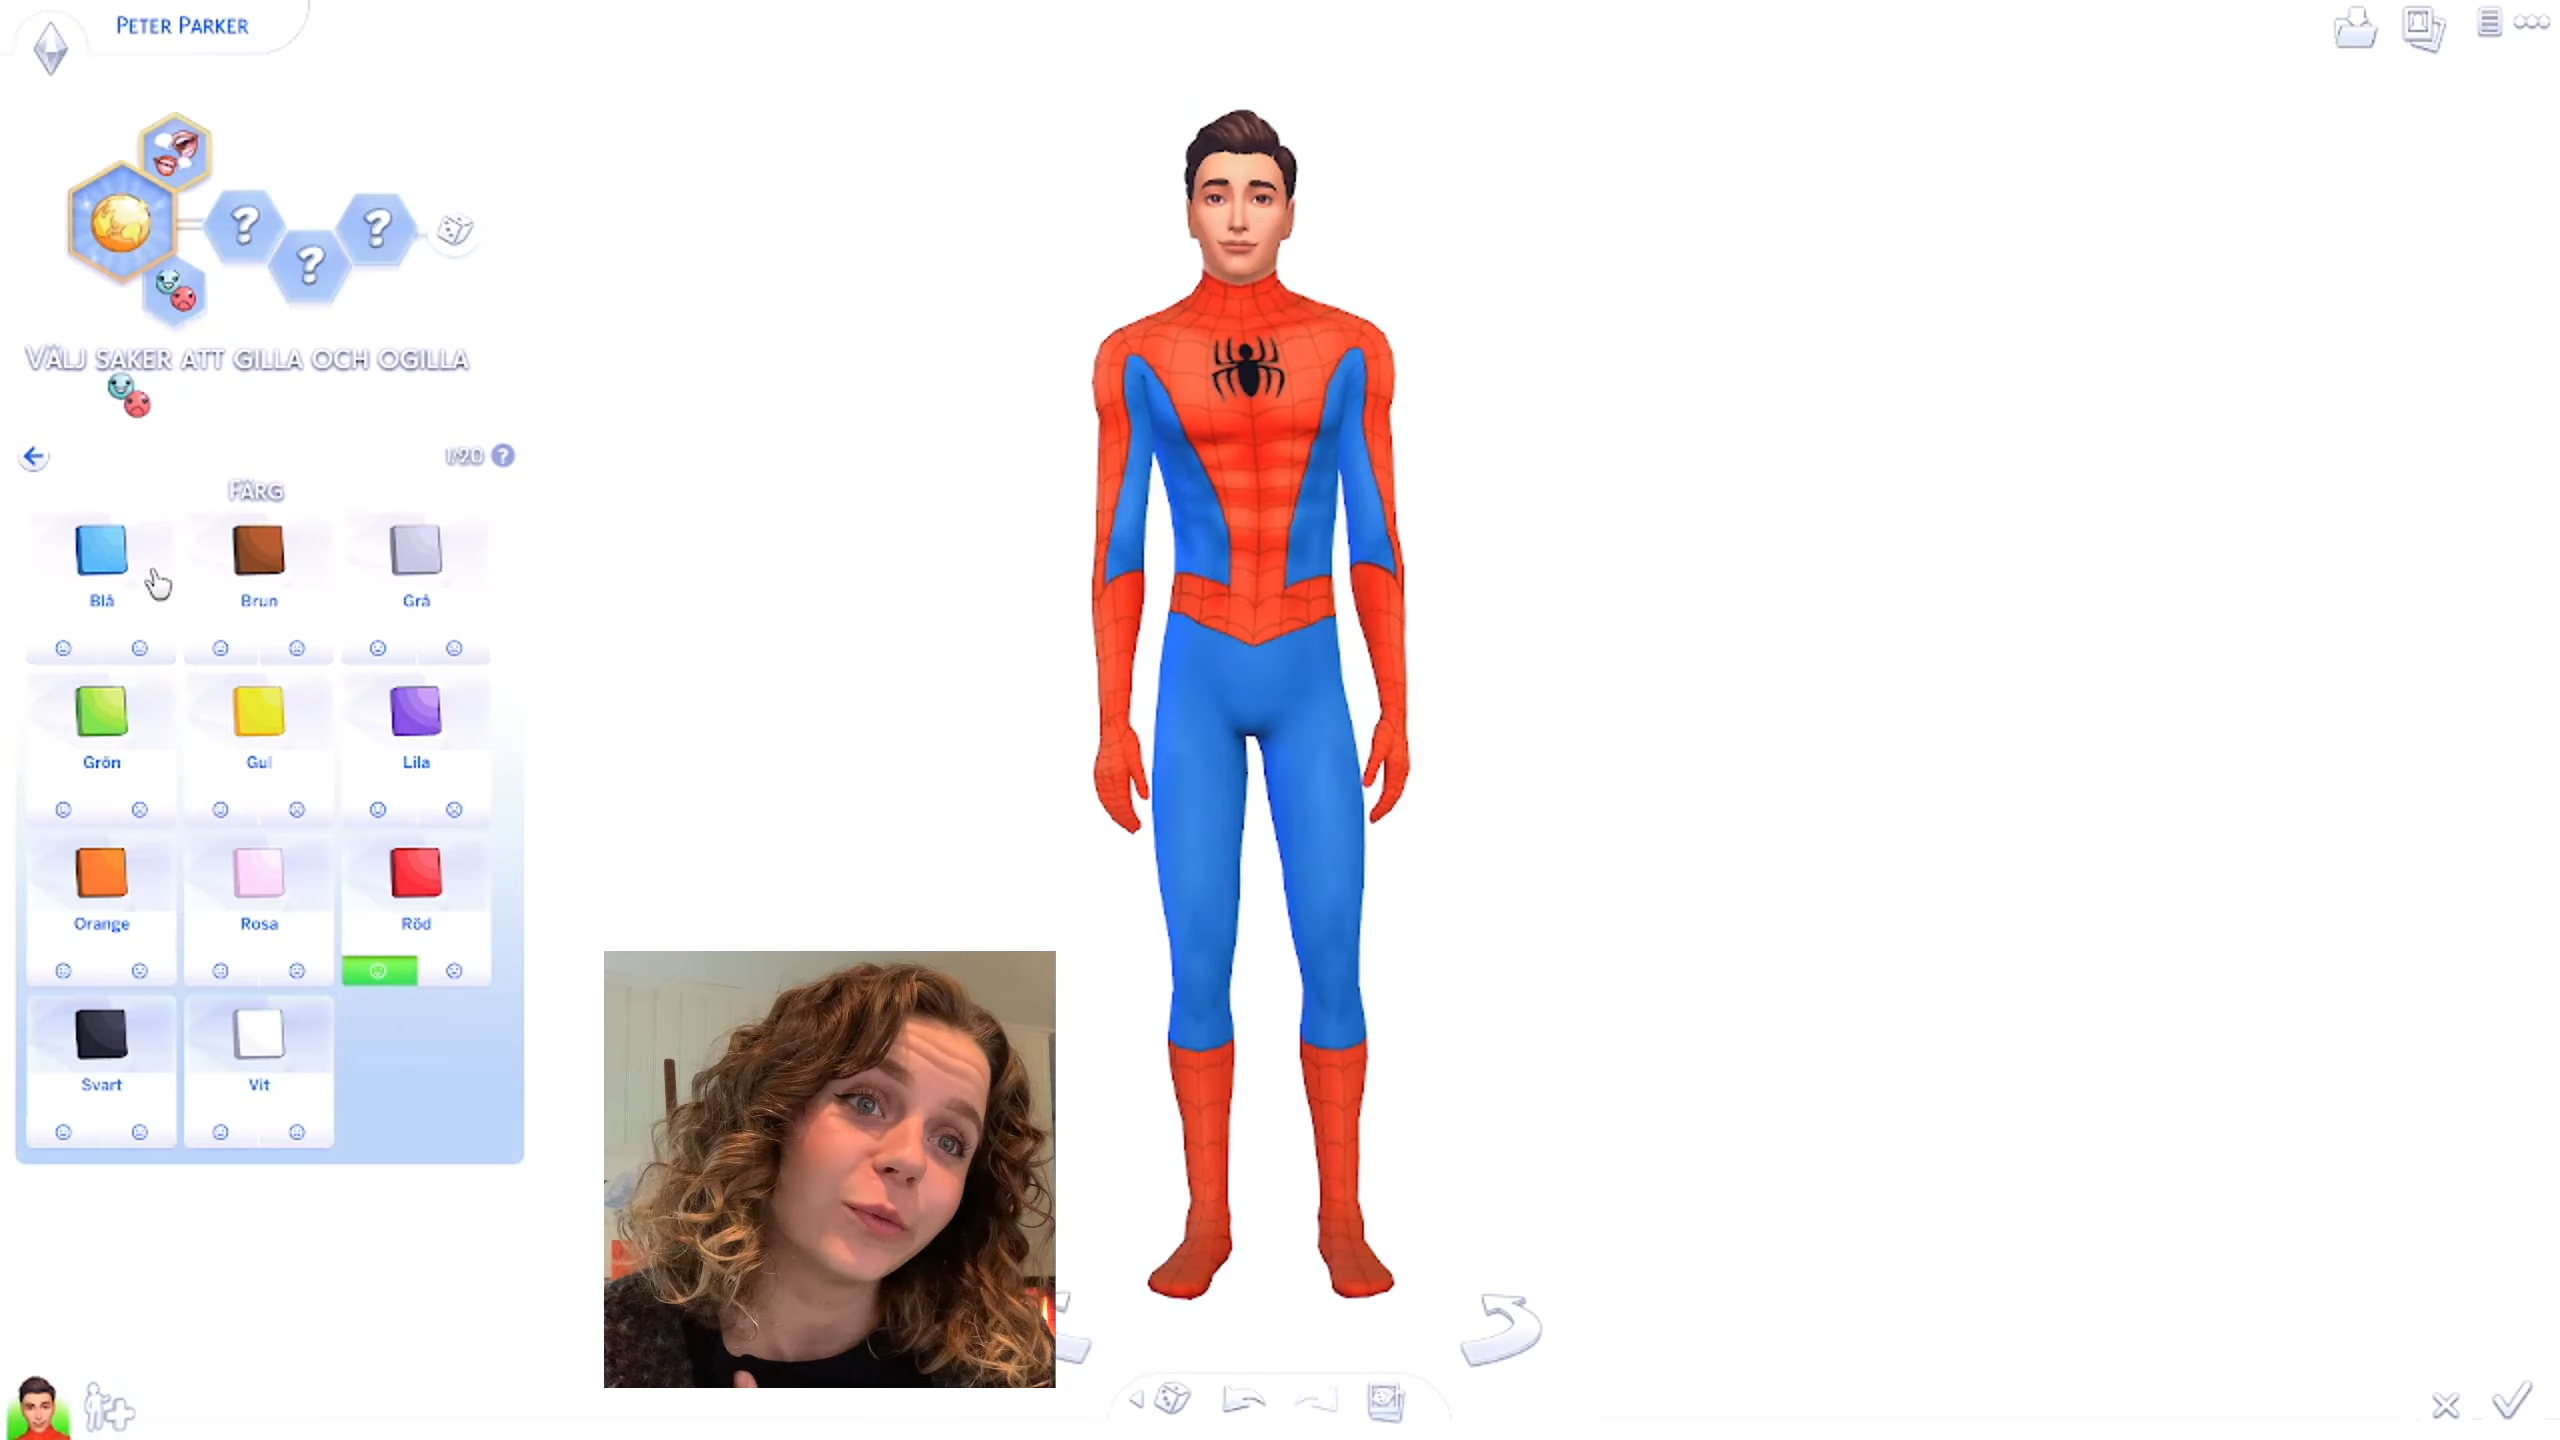 PETER PARKER
VÄLJ SAKER ATT GILLA OCH OGILLA
1/20 ?
FÄRG
Blå
Brun
Grå
Grön
Gul
Lila
Orange
Rosa
Röd
Svart
Vit